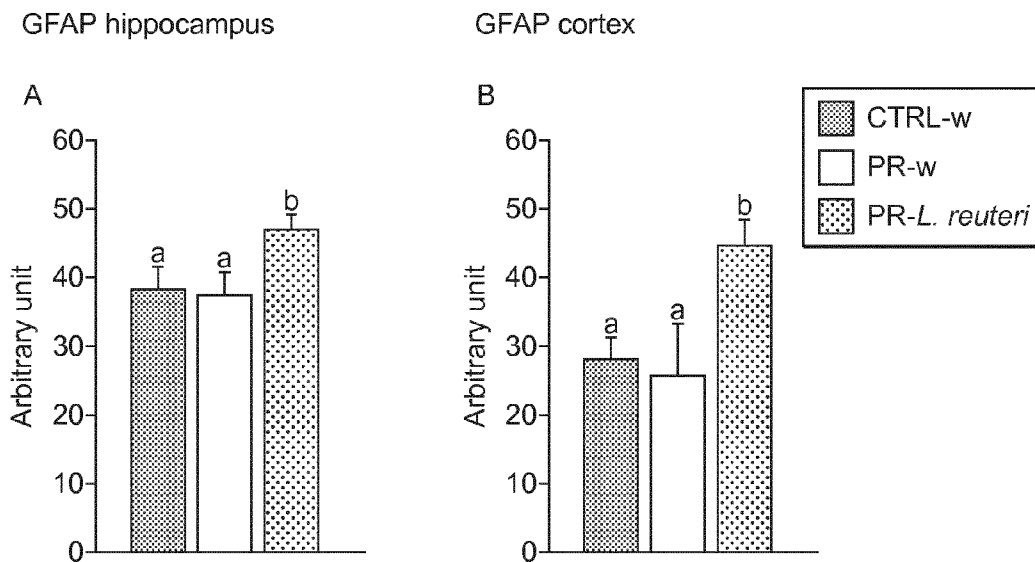 GFAP hippocampus
GFAP cortex
A
B
CTRL-w
PR-w
PR-L. reuteri
Arbitrary unit
60
50
40
30
20
10
0
a
a
b
Arbitrary unit
60
50
40
30
20
10
0
a
a
b